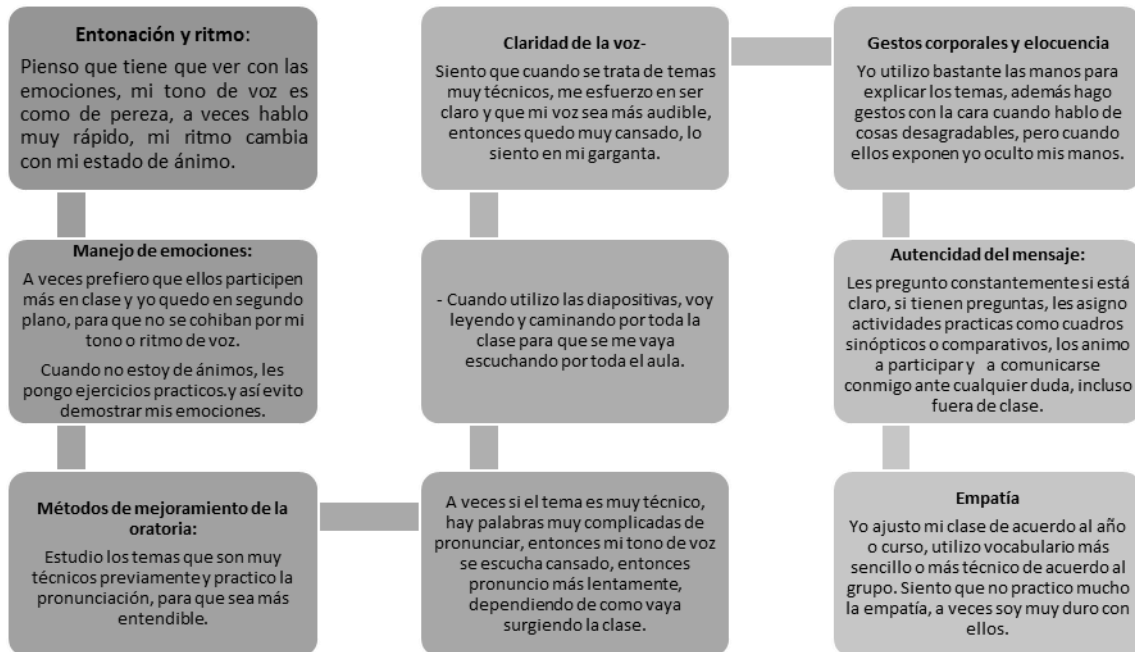 Entonación y ritmo:
Pienso que tiene que ver con las
emociones, mi tono de voz es
como de pereza, a veces hablo
muy rápido, mi ritmo cambia
con mi estado de ánimo.
Manejo de emociones:
A veces prefiero que ellos participen
más en clase y yo quedo en segundo
plano, para que no se cohiban por mi
tono o ritmo de voz.
Cuando no estoy de ánimos, les
pongo ejercicios practicos.y así evito
demostrar mis emociones.
Métodos de mejoramiento de la
oratoria:
Estudio los temas que son muy
técnicos previamente y practico la
pronunciación, para que sea más
entendible.
A veces si el tema es muy técnico,
hay palabras muy complicadas de
pronunciar, entonces mi tono de voz
se escucha cansado, entonces
pronuncio más lentamente,
dependiendo de como vaya
surgiendo la clase.
- Cuando utilizo las diapositivas, voy
leyendo y caminando por toda la
clase para que se me vaya
escuchando por toda el aula.
Claridad de la voz-
Siento que cuando se trata de temas
muy técnicos, me esfuerzo en ser
claro y que mi voz sea más audible,
entonces quedo muy cansado, lo
siento en mi garganta.
Gestos corporales y elocuencia
Yo utilizo bastante las manos para
explicar los temas, además hago
gestos con la cara cuando hablo de
cosas desagradables, pero cuando
ellos exponen yo oculto mis manos.
Autencidad del mensaje:
Les pregunto constantemente si está
claro, si tienen preguntas, les asigno
actividades practicas como cuadros
sinópticos o comparativos, los animo
a participar y a comunicarse
conmigo ante cualquier duda, incluso
fuera de clase.
Empatía
Yo ajusto mi clase de acuerdo al año
o curso, utilizo vocabulario más
sencillo o más técnico de acuerdo al
grupo. Siento que no practico mucho
la empatía, a veces soy muy duro con
ellos.